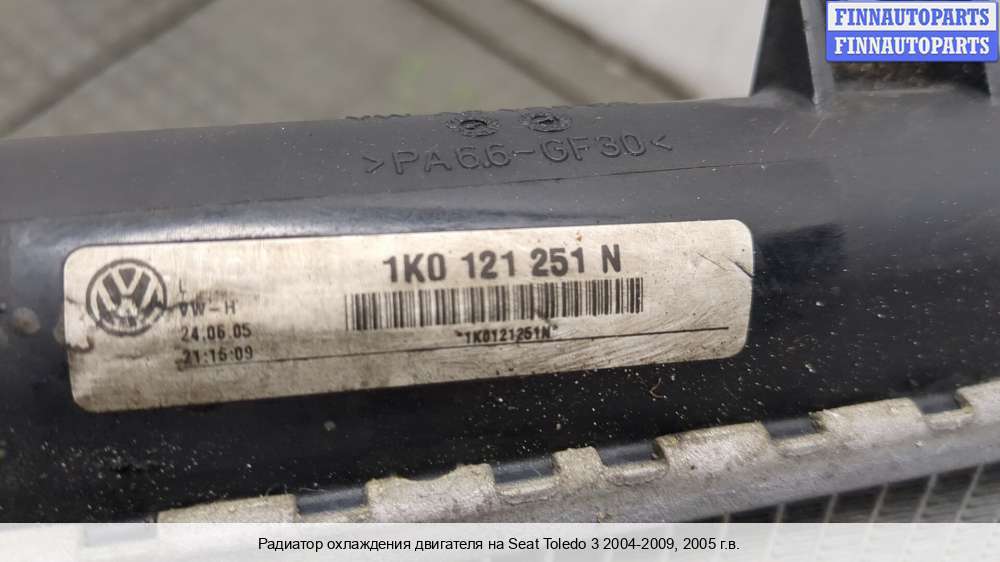 FINNAUTOPARTS
FINNAUTOPARTS
>PA6.6-GF30<
1K0 121 251 N
L
VW-H
24.06.05
21:16:09
*1K0121251N*
Радиатор охлаждения двигателя на Seat Toledo 3 2004-2009, 2005 г.в.